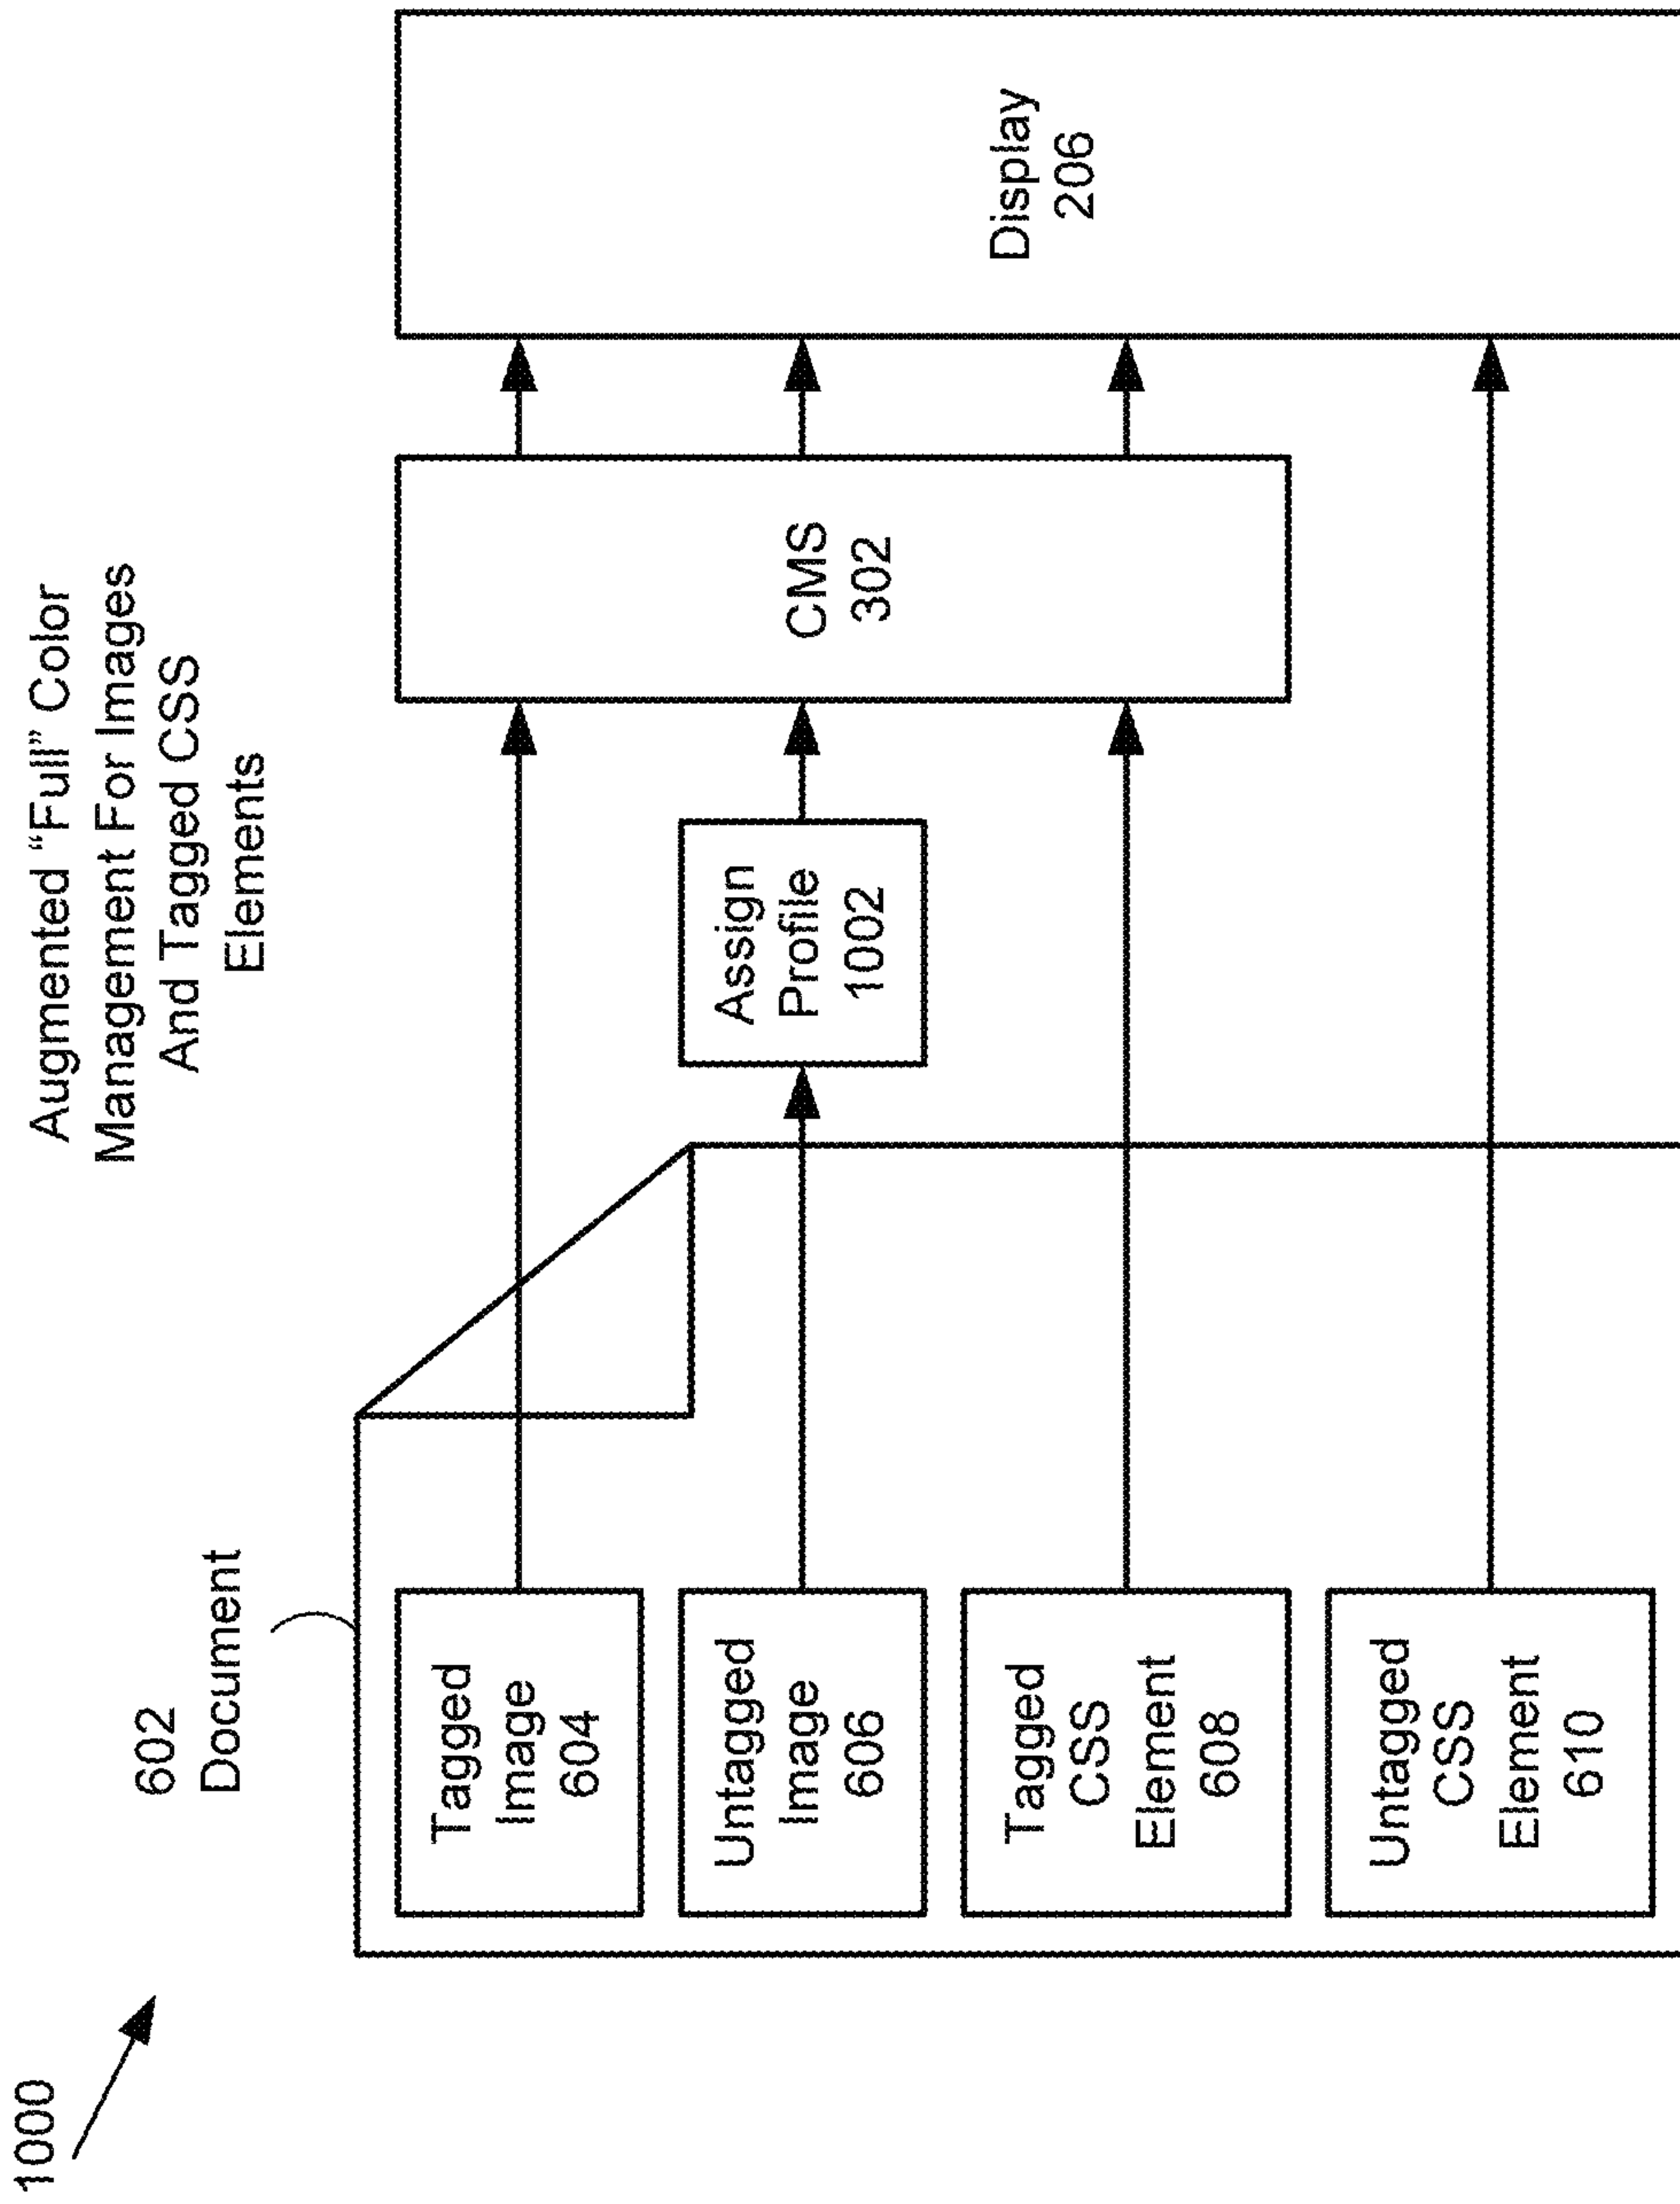 1000
Augmented “Full” Color
Management For Images
And Tagged CSS
Elements
602
Document
Tagged
Image
604
Untagged
Image
606
Tagged
CSS
Element
608
Untagged
CSS
Element
610
Assign
Profile
1002
CMS
302
Display
206